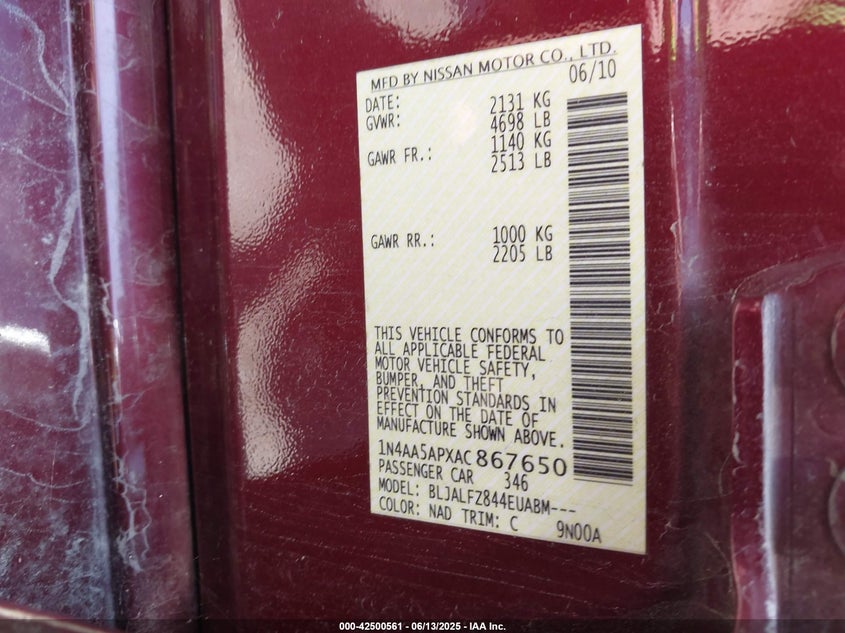 MFD BY NISSAN MOTOR CO., LTD.
DATE: 06/10
GVWR: 2131 KG
4698 LB
GAWR FR.: 1140 KG
2513 LB
GAWR RR.: 1000 KG
2205 LB
THIS VEHICLE CONFORMS TO
ALL APPLICABLE FEDERAL
MOTOR VEHICLE SAFETY,
BUMPER, AND THEFT
PREVENTION STANDARDS IN
EFFECT ON THE DATE OF
MANUFACTURE SHOWN ABOVE.
1N4AA5APXAC867650
PASSENGER CAR 346
MODEL: BLJALFZ844EUABM---
COLOR: NAD TRIM: C 9N00A
000-42500561 - 06/13/2025 - IAA Inc.